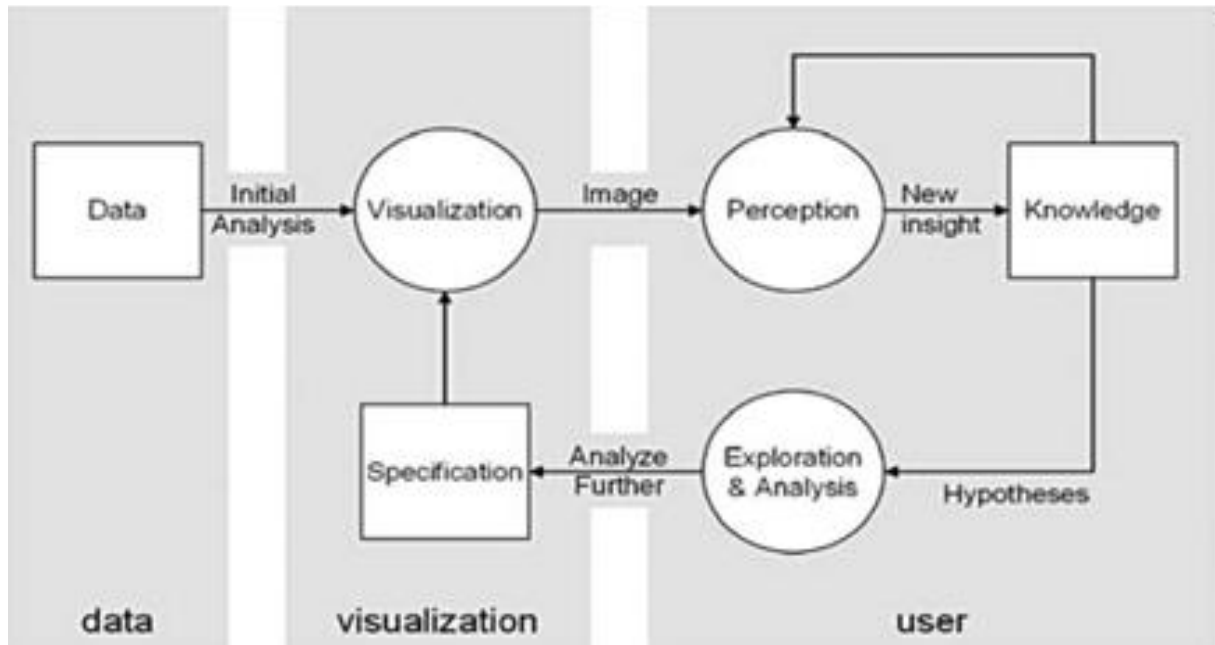 Data
Initial
Analysis
Visualization
Image
Perception
New
insight
Knowledge
Specification
Analyze
Further
Exploration
& Analysis
Hypotheses
data
visualization
user